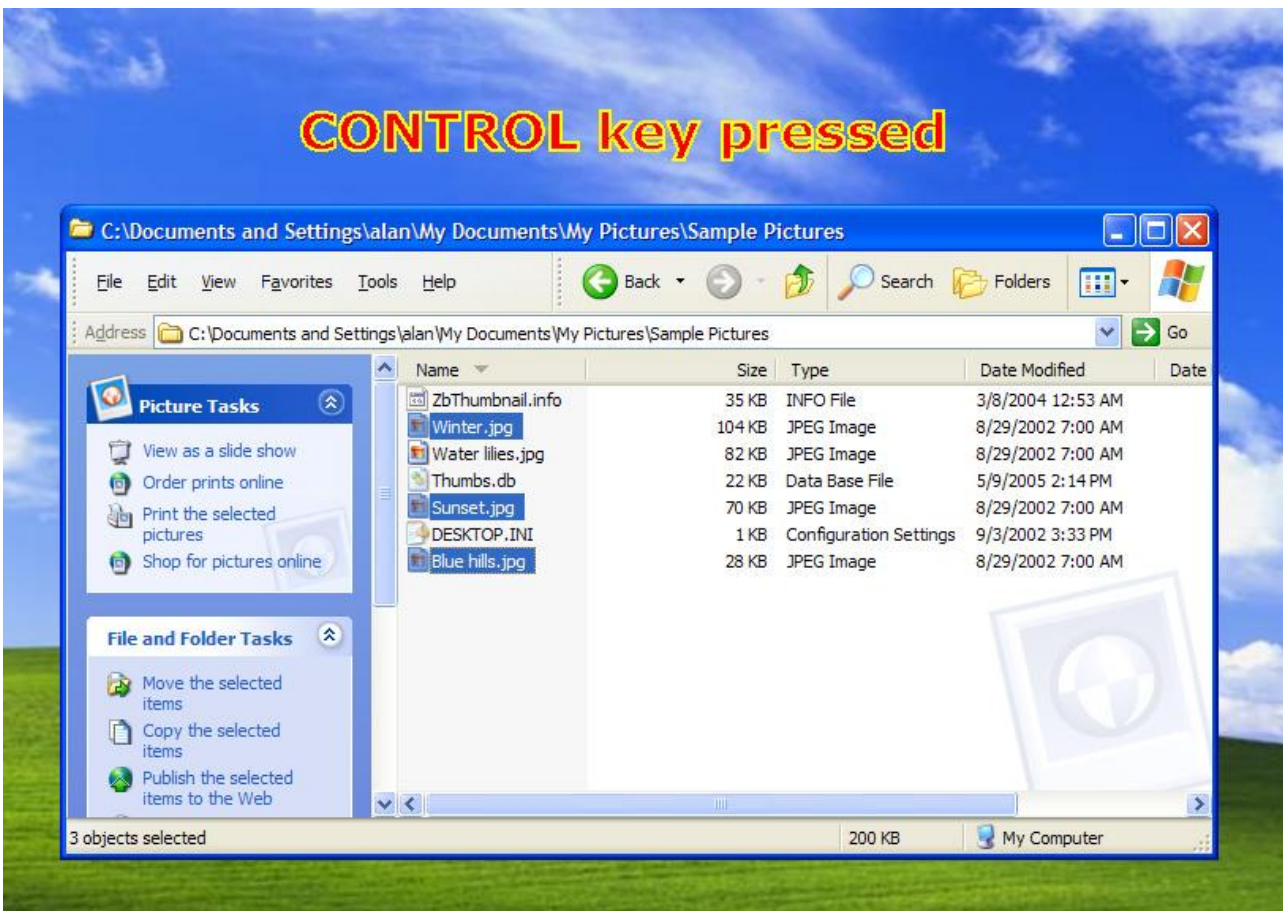 CONTROL key pressed
C:\Documents and Settings\alan\My Documents\My Pictures\Sample Pictures
File Edit View Favorites Tools Help Back Search Folders
Address C:\Documents and Settings\alan\My Documents\My Pictures\Sample Pictures Go
Picture Tasks
View as a slide show
Order prints online
Print the selected
pictures
Shop for pictures online
File and Folder Tasks
Move the selected
items
Copy the selected
items
Publish the selected
items to the Web
Name Size Type Date Modified Date
ZbThumbnail.info 35 KB INFO File 3/8/2004 12:53 AM
Winter.jpg 104 KB JPEG Image 8/29/2002 7:00 AM
Water lilies.jpg 82 KB JPEG Image 8/29/2002 7:00 AM
Thumbs.db 22 KB Data Base File 5/9/2005 2:14 PM
Sunset.jpg 70 KB JPEG Image 8/29/2002 7:00 AM
DESKTOP.INI 1 KB Configuration Settings 9/3/2002 3:33 PM
Blue hills.jpg 28 KB JPEG Image 8/29/2002 7:00 AM
3 objects selected 200 KB My Computer